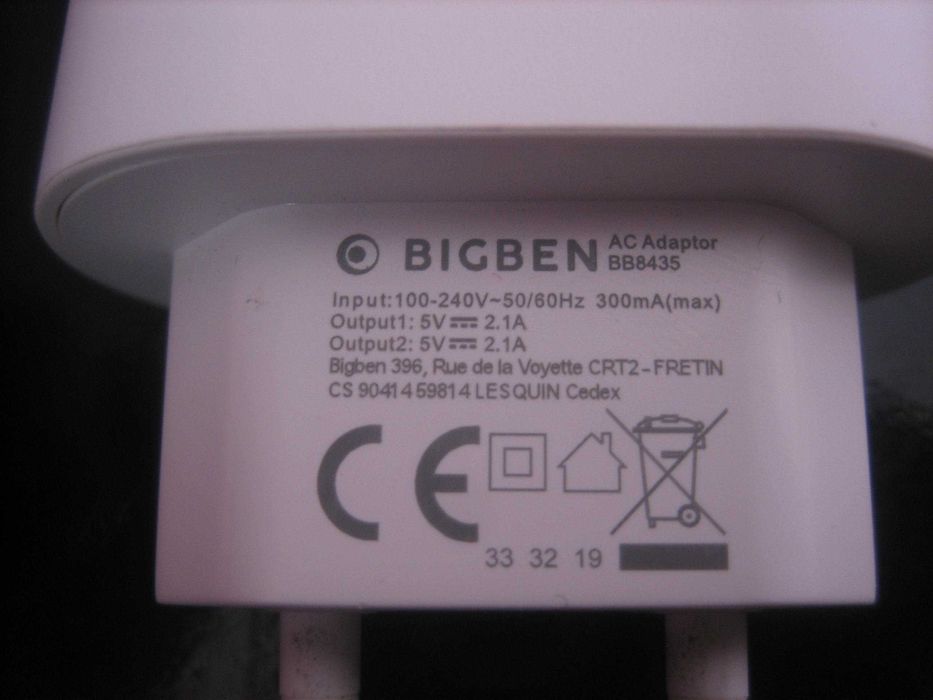 BIGBEN AC Adaptor
BB8435
Input:100-240V~50/60Hz 300mA(max)
Output1: 5V⎓2.1A
Output2: 5V⎓2.1A
Bigben 396, Rue de la Voyette CRT2-FRETIN
CS 90414 59814 LESQUIN Cedex
CE
33 32 19